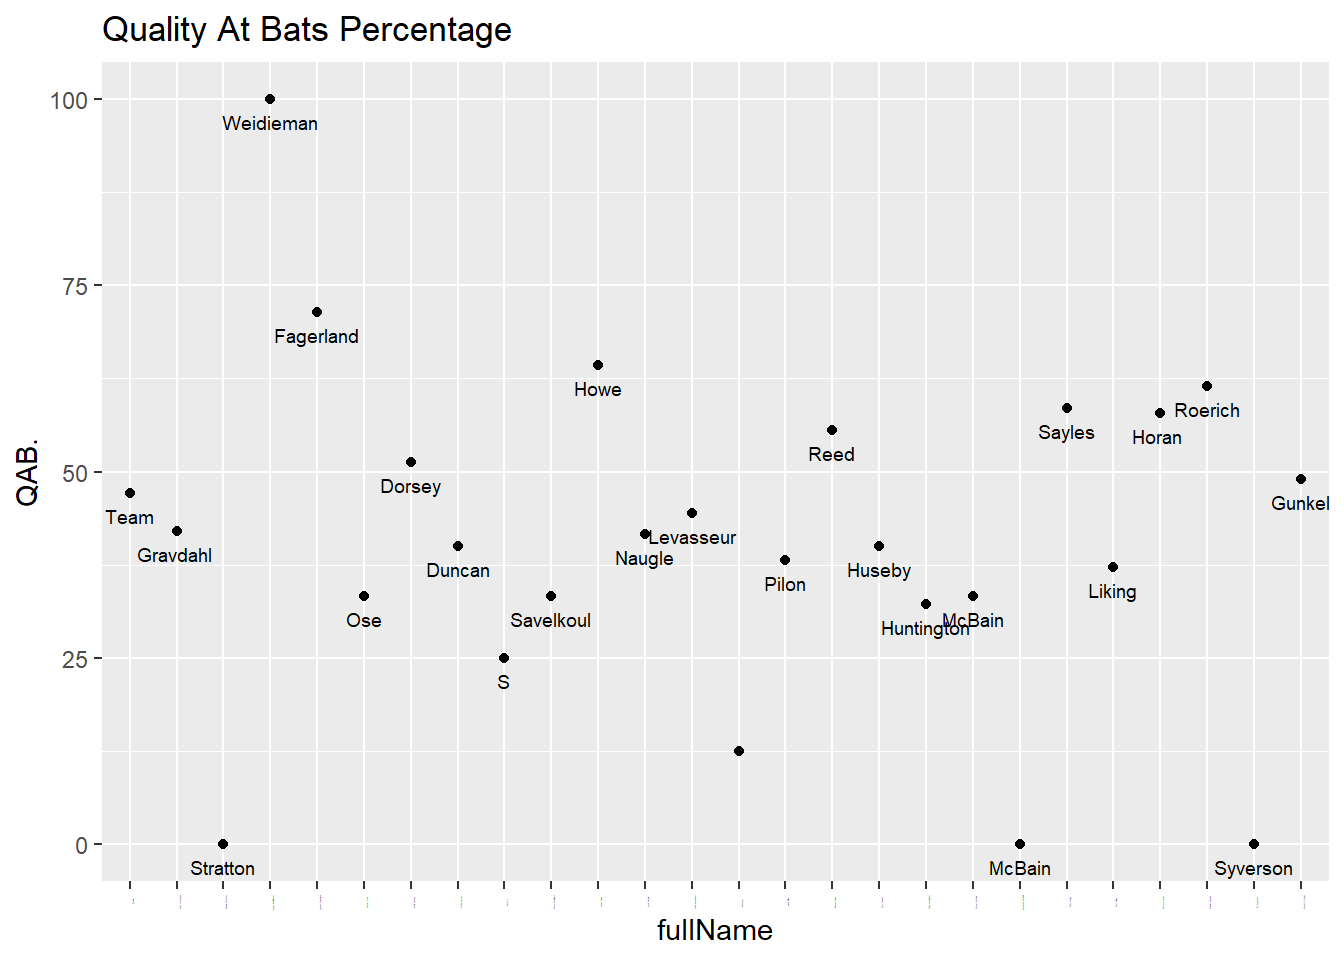 Quality At Bats Percentage
QAB.
100
75
50
25
0
Weidieman
Fagerland
Howe
Roerich
Sayles
Horan
Reed
Dorsey
Gunkel
Team
Levasseur
Gravdahl
Naugle
Duncan
Huseby
Pilon
Liking
Ose
Savelkoul
McBain
Huntington
S
Stratton
McBain
Syverson
fullName